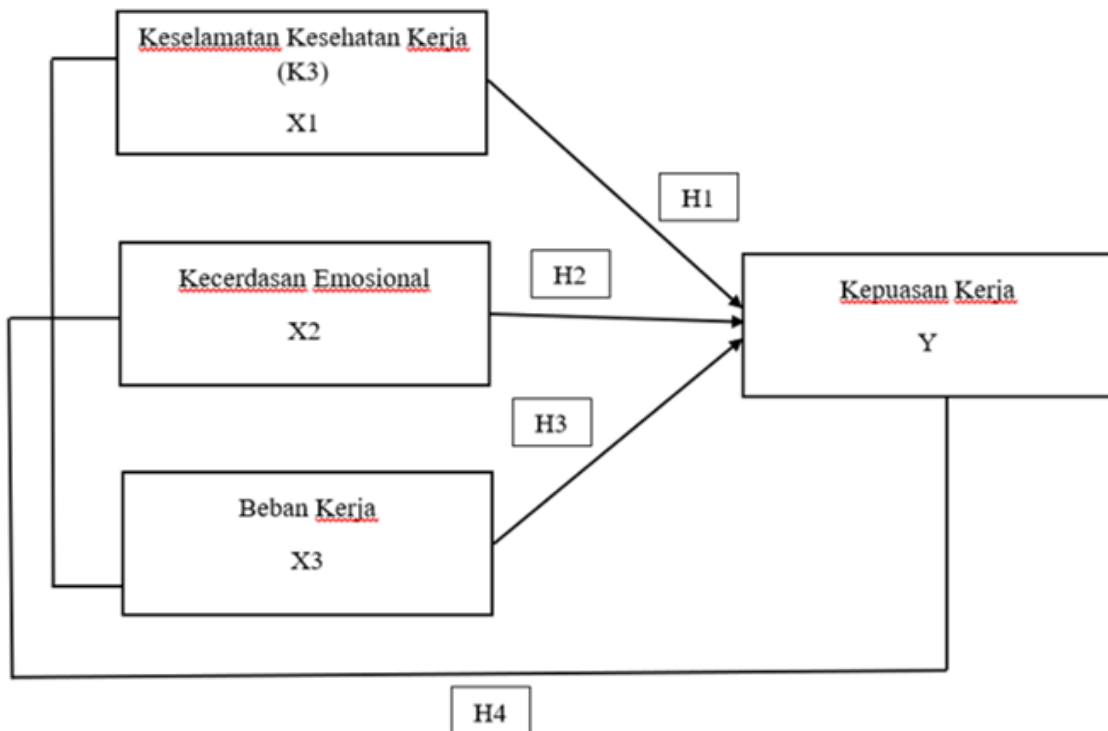 Keselamatan Kesehatan Kerja
(K3)
X1
H1
Kecerdasan Emosional
X2
H2
Kepuasan Kerja
Y
H3
Beban Kerja
X3
H4